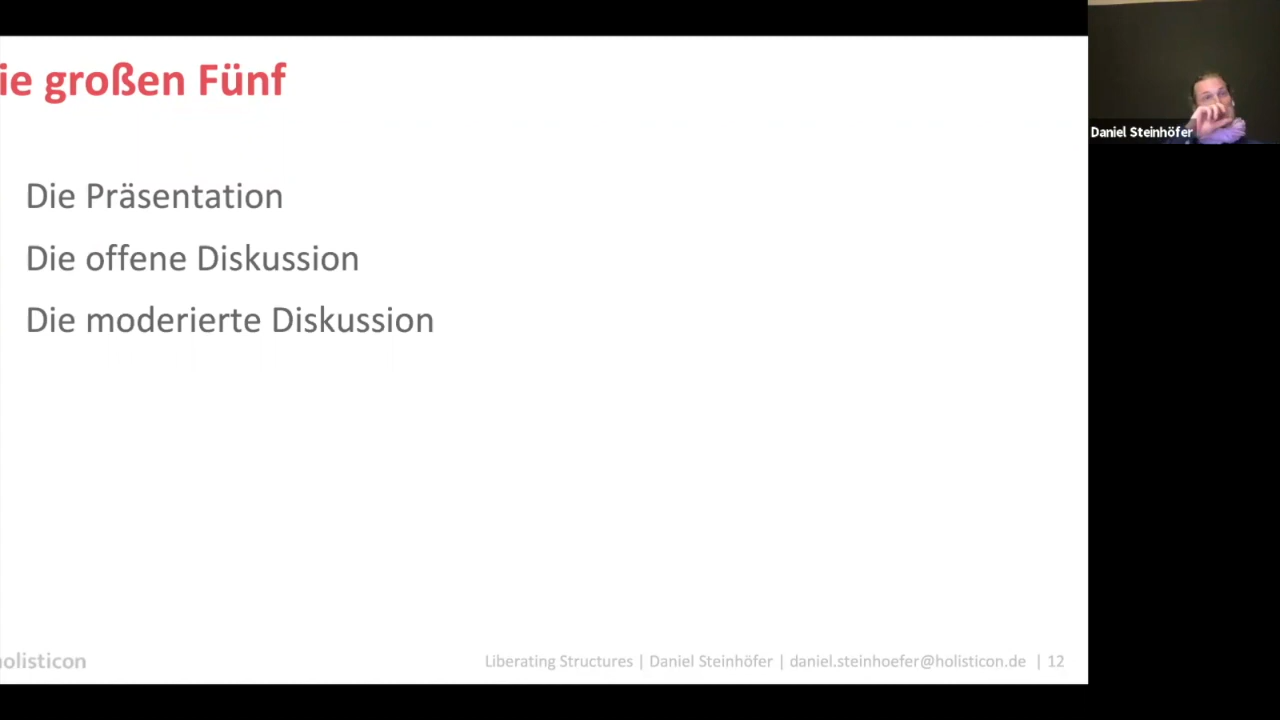 ie großen Fünf
Die Präsentation
Die offene Diskussion
Die moderierte Diskussion
olisticon
Liberating Structures | Daniel Steinhöfer | daniel.steinhoefer@holisticon.de | 12
Daniel Steinhöfer